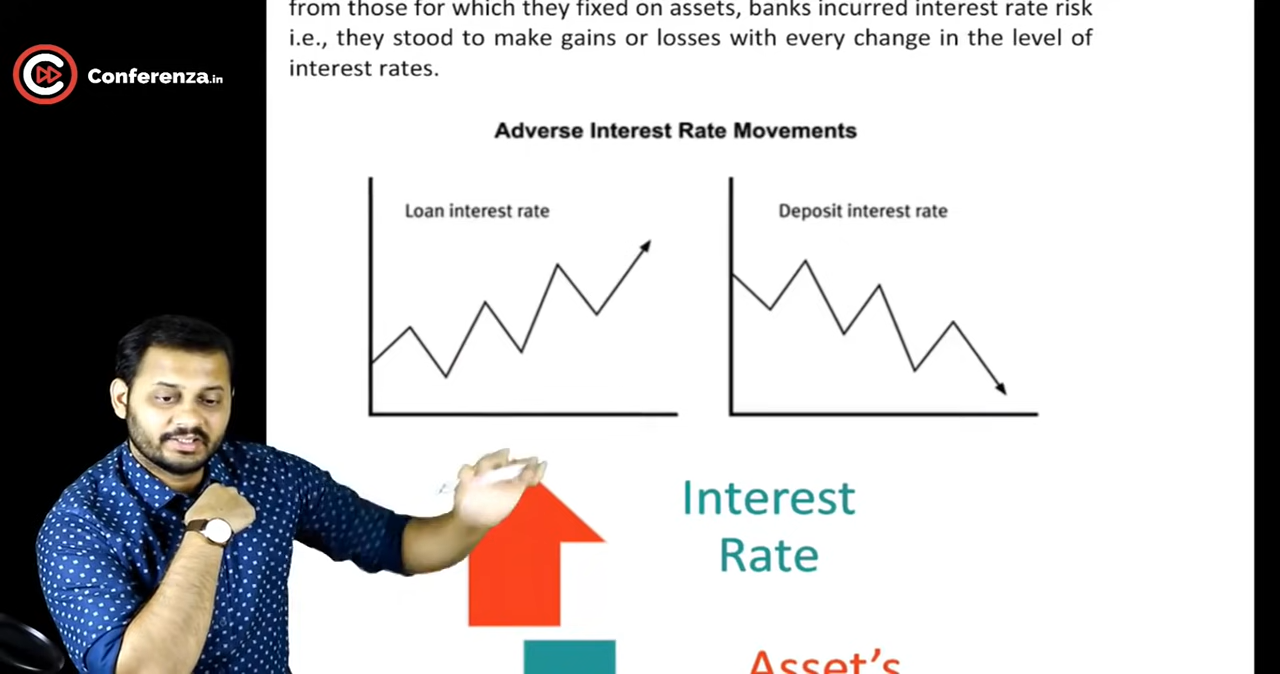 from those for which they fixed on assets, banks incurred interest rate risk
i.e., they stood to make gains or losses with every change in the level of
interest rates.
Conferenza.in
Adverse Interest Rate Movements
Loan interest rate
Deposit interest rate
Interest
Rate
Asset's